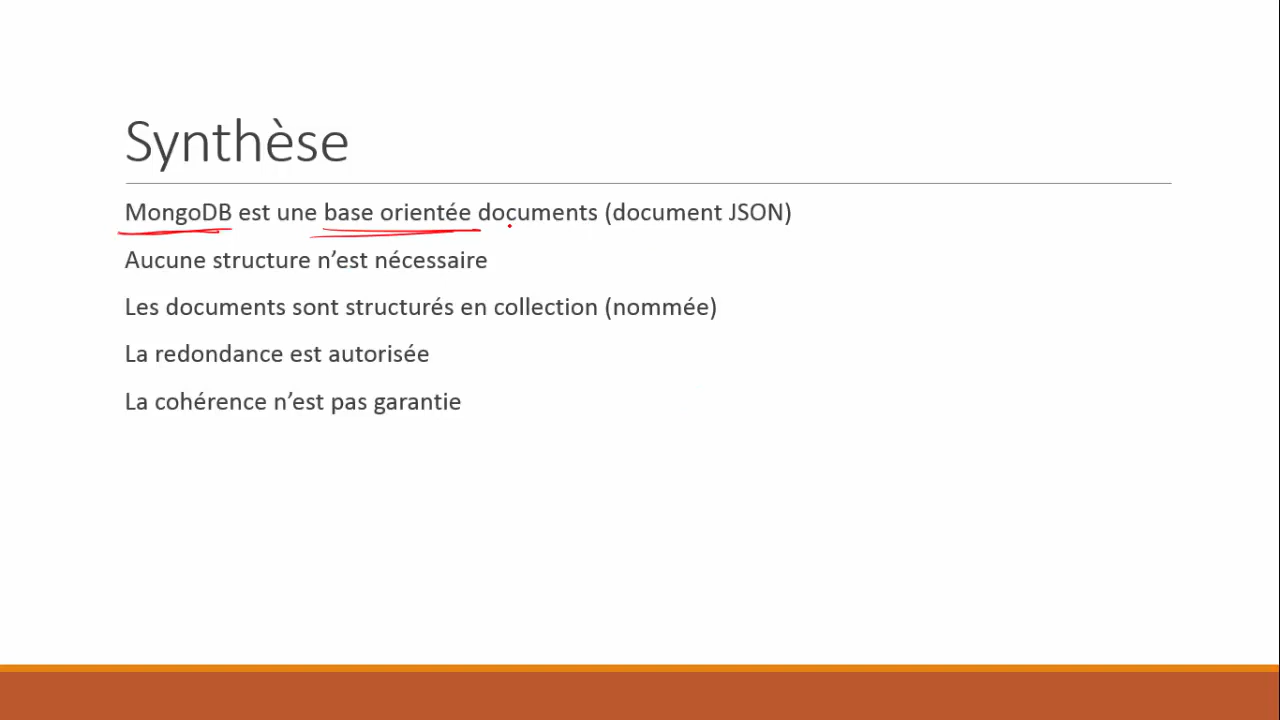 Synthèse
MongoDB est une base orientée documents (document JSON)
Aucune structure n’est nécessaire
Les documents sont structurés en collection (nommée)
La redondance est autorisée
La cohérence n’est pas garantie